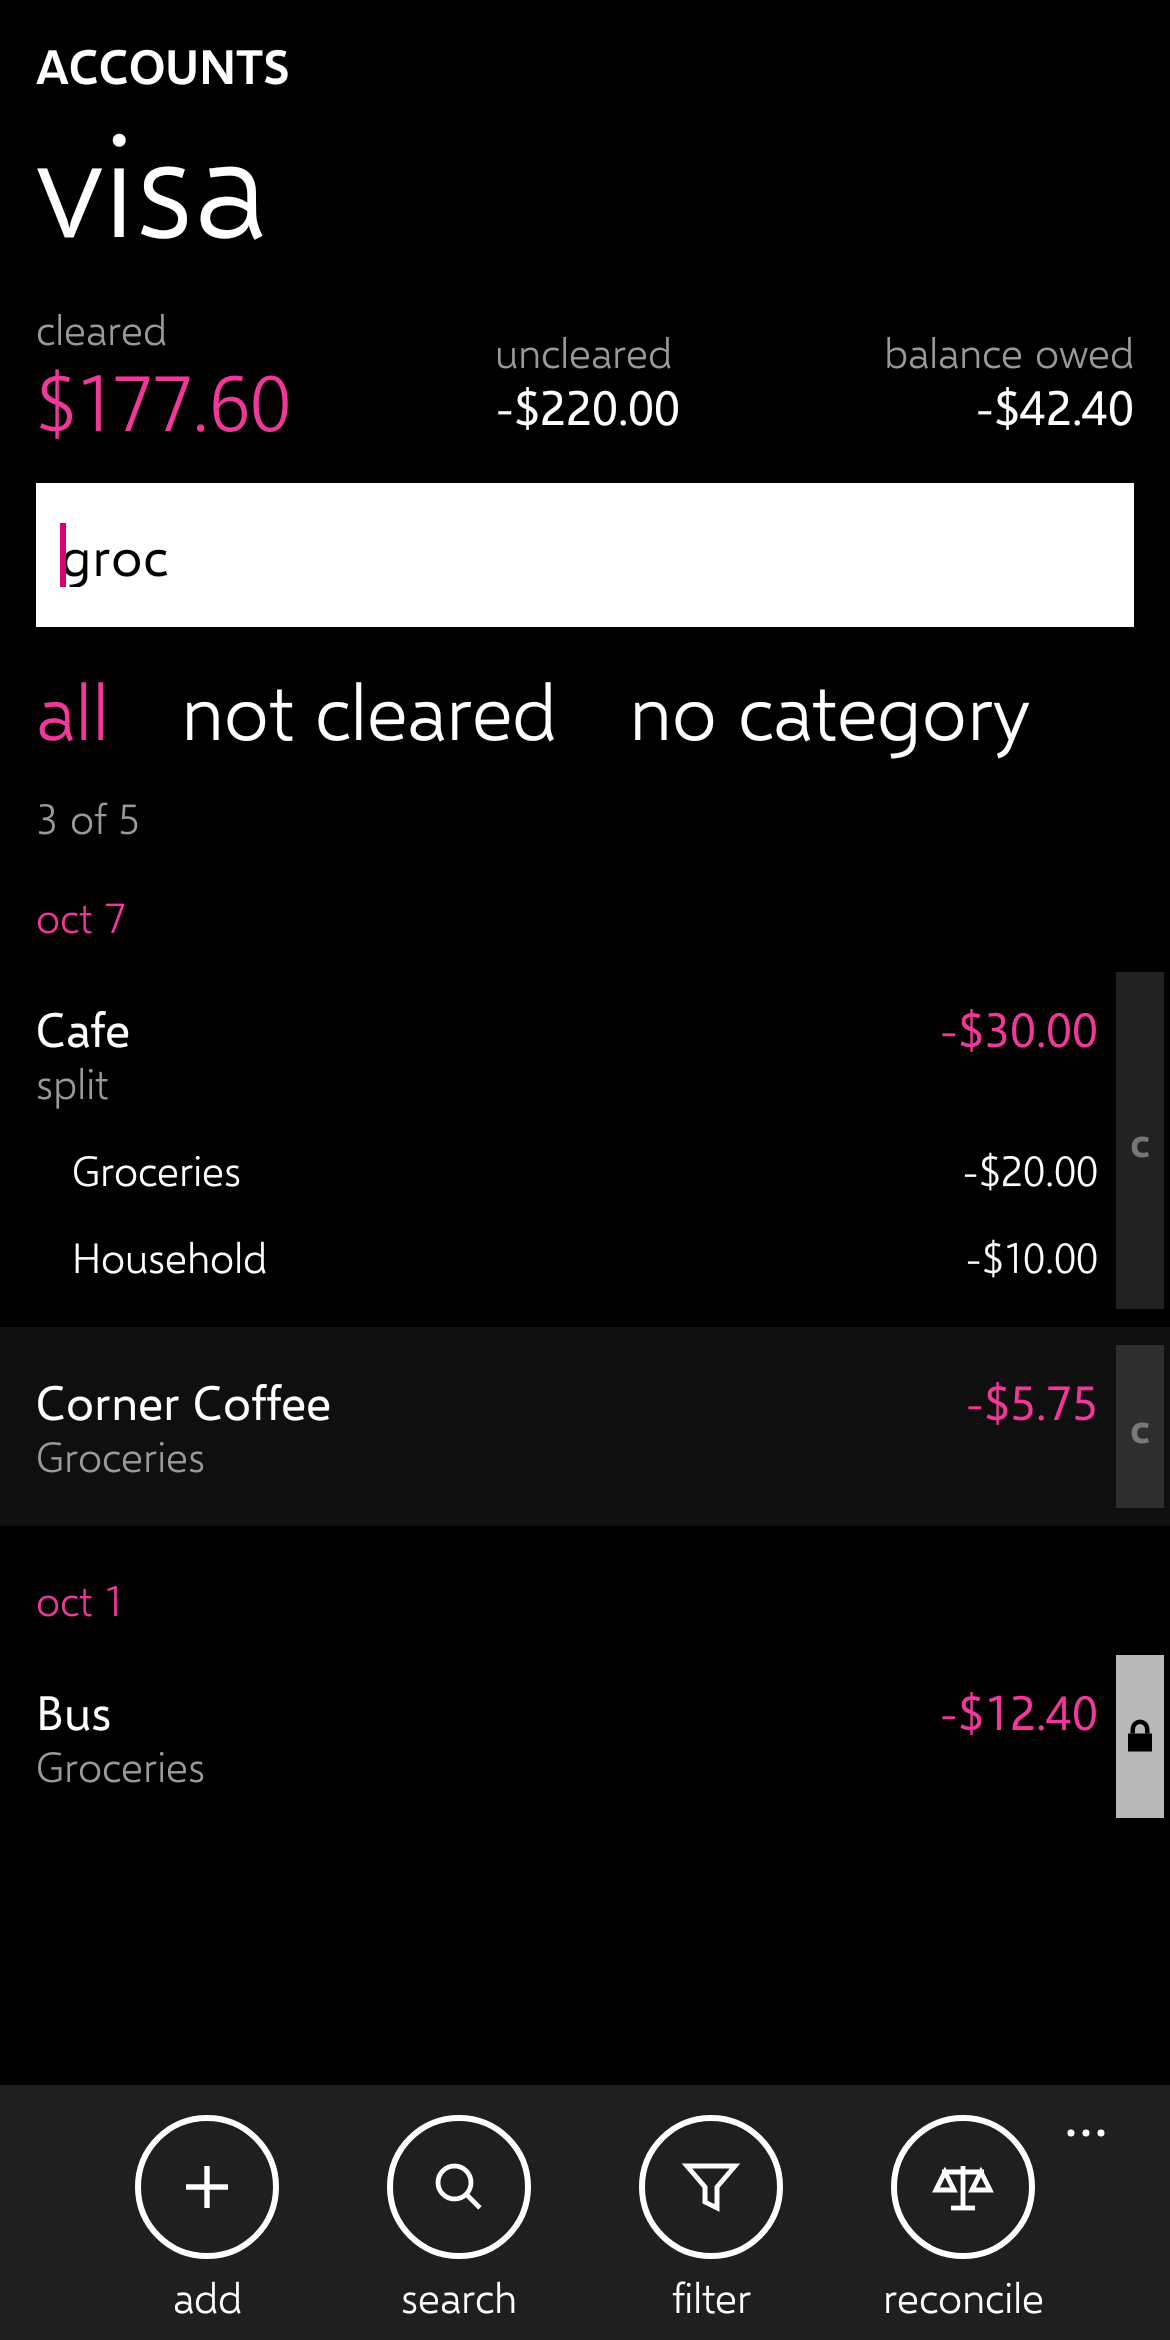 ACCOUNTS
visa
cleared
$177.60
uncleared
-$220.00
balance owed
-$42.40
groc
all not cleared no category
3 of 5
oct 7
Cafe -$30.00
split
c
Groceries -$20.00
Household -$10.00
Corner Coffee -$5.75
Groceries
c
oct 1
Bus -$12.40
Groceries
add search filter reconcile